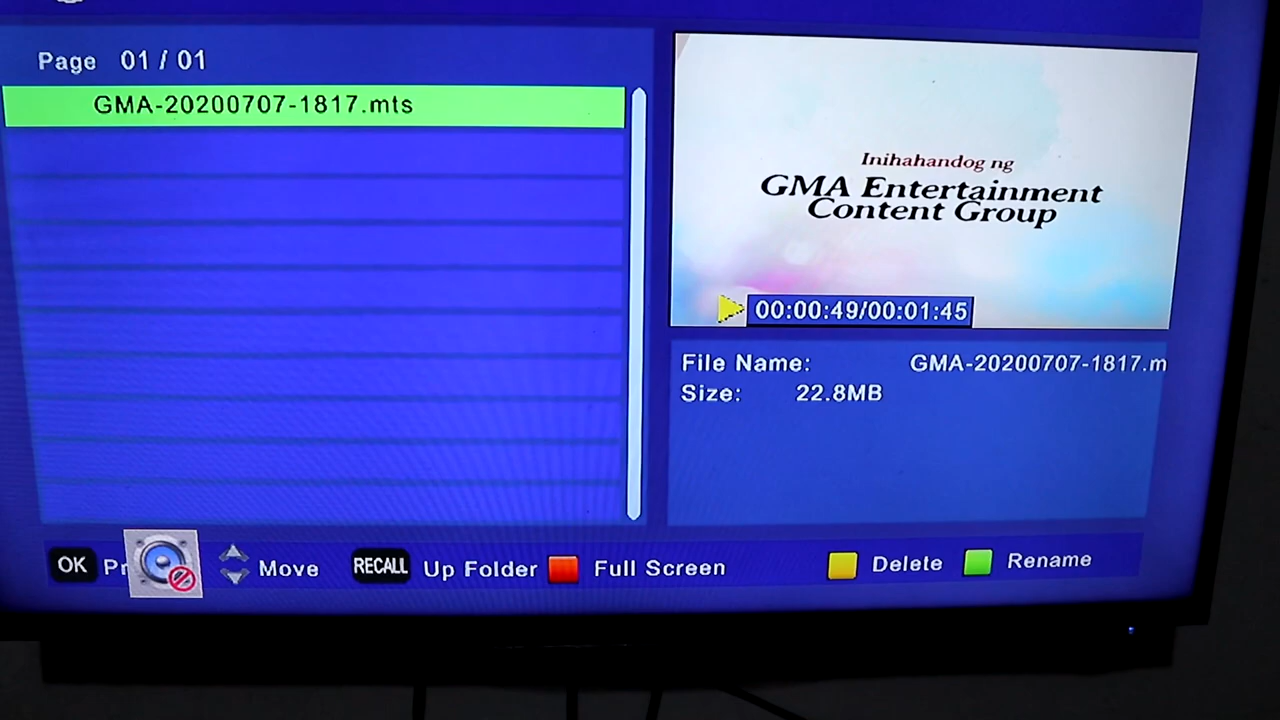 Page 01 / 01
GMA-20200707-1817.mts
Inihahandog ng
GMA Entertainment
Content Group
00:00:49/00:01:45
File Name: GMA-20200707-1817.m
Size: 22.8MB
OK Move RECALL Up Folder Full Screen Delete Rename